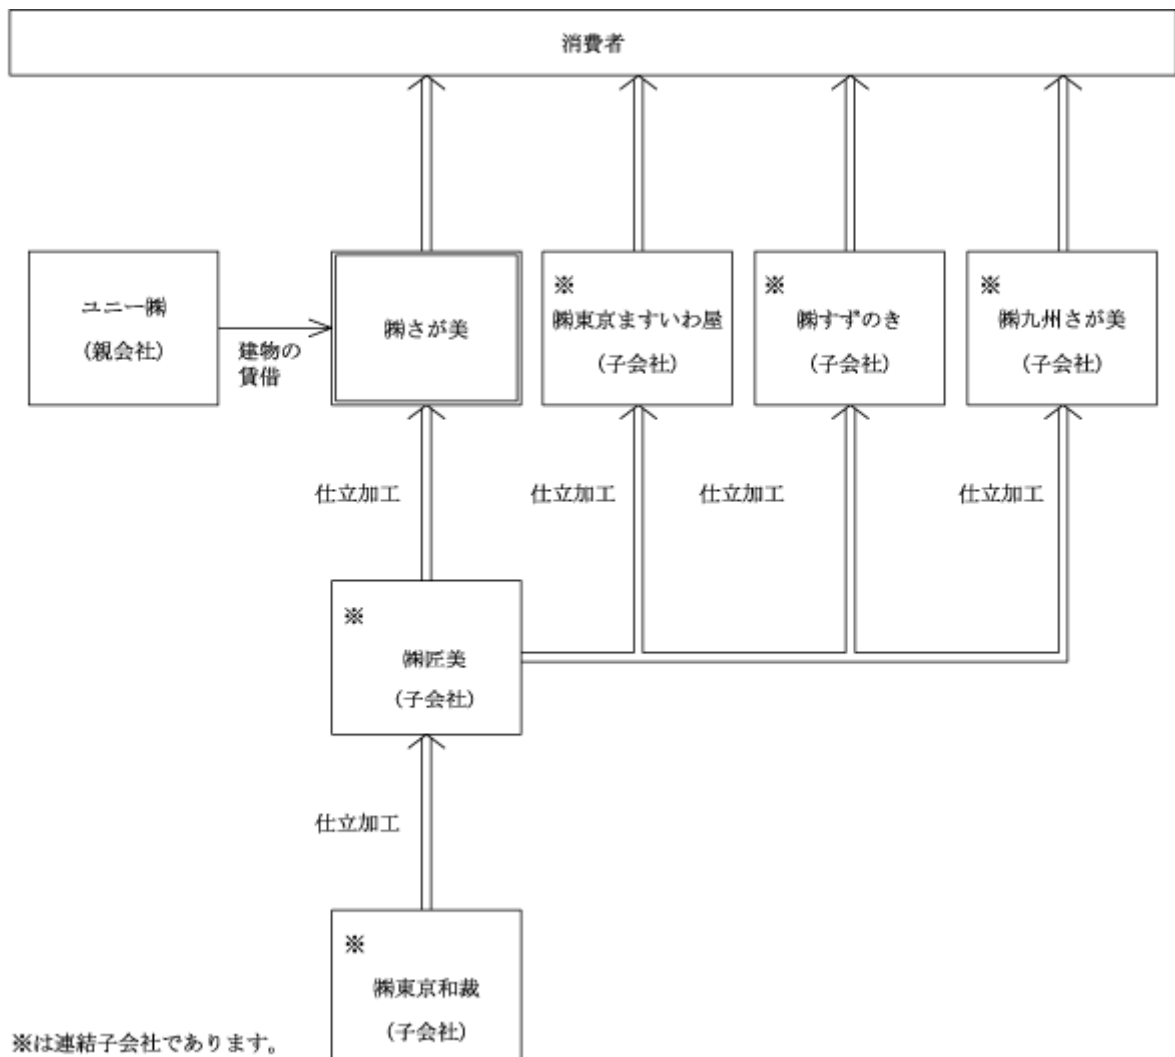 消費者
ユニー㈱
(親会社)
建物の
賃借
㈱さが美
※
㈱東京ますいわ屋
(子会社)
※
㈱すずのき
(子会社)
※
㈱九州さが美
(子会社)
仕立加工
仕立加工
仕立加工
仕立加工
※
㈱匠美
(子会社)
仕立加工
※
㈱東京和裁
(子会社)
※は連結子会社であります。